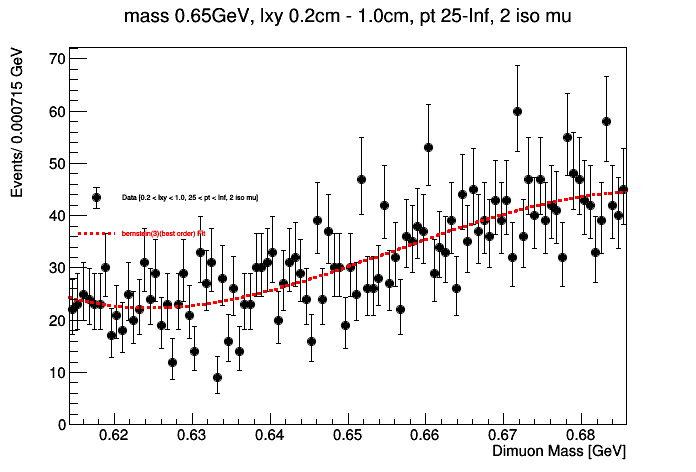 mass 0.65GeV, lxy 0.2cm - 1.0cm, pt 25-Inf, 2 iso mu
Events/ 0.000715 GeV
70
60
50
40
30
20
10
0
Data [0.2 < lxy < 1.0, 25 < pt < Inf, 2 iso mu]
bernstein(3)(best order) Fit
0.62 0.63 0.64 0.65 0.66 0.67 0.68
Dimuon Mass [GeV]